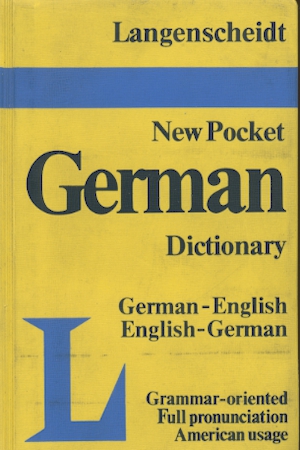 Langenscheidt
New Pocket
German
Dictionary
German-English
English-German
L
Grammar-oriented
Full pronunciation
American usage